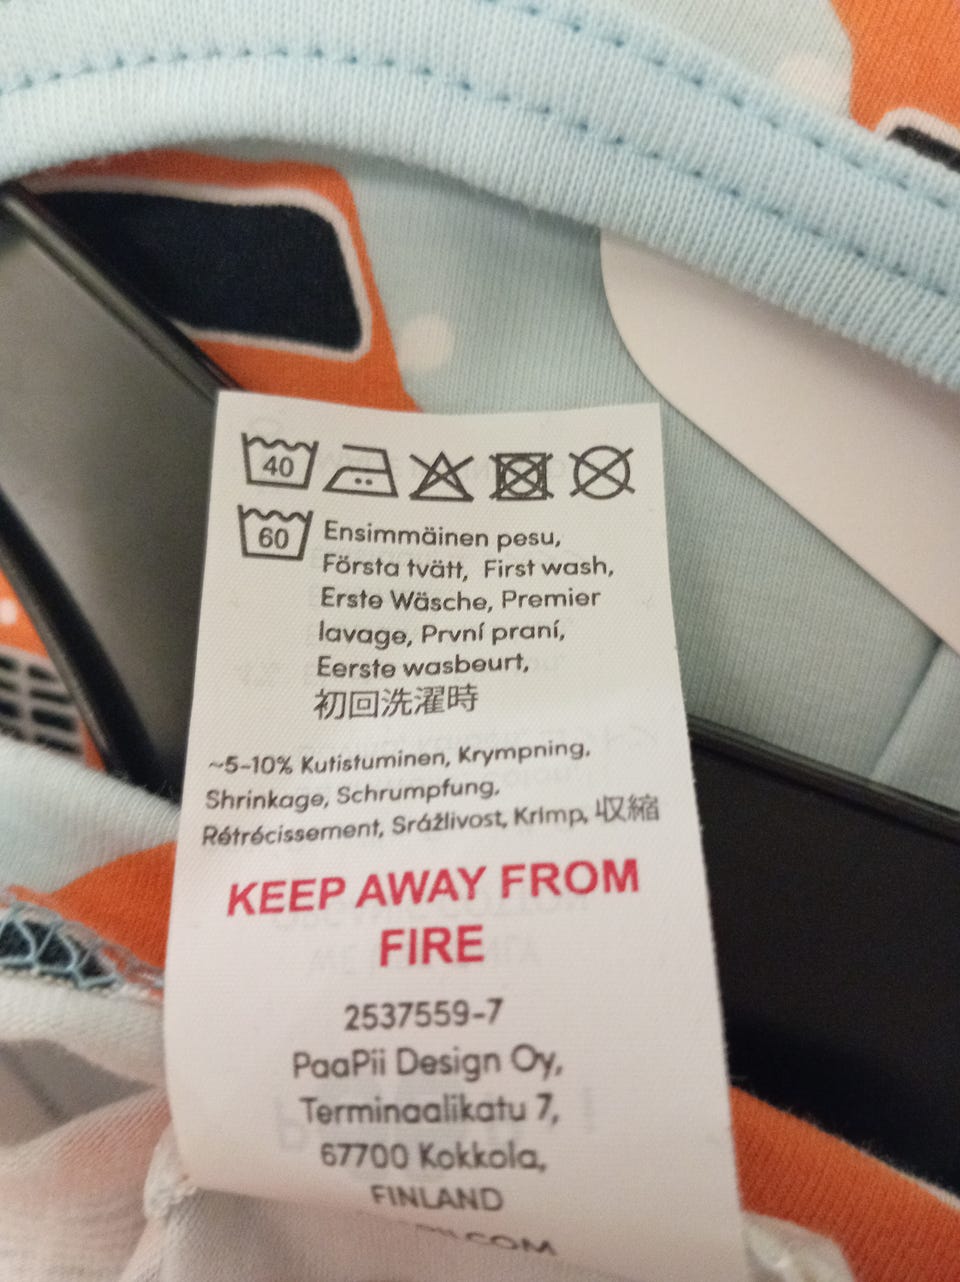 40
60
Ensimmäinen pesu,
Första tvätt, First wash,
Erste Wäsche, Premier
lavage, První praní,
Eerste wasbeurt,
初回洗濯時
~5-10% Kutistuminen, Krympning,
Shrinkage, Schrumpfung,
Rétrécissement, Srážlivost, Krimp, 収縮
KEEP AWAY FROM
FIRE
2537559-7
PaaPii Design Oy,
Terminaalikatu 7,
67700 Kokkola,
FINLAND